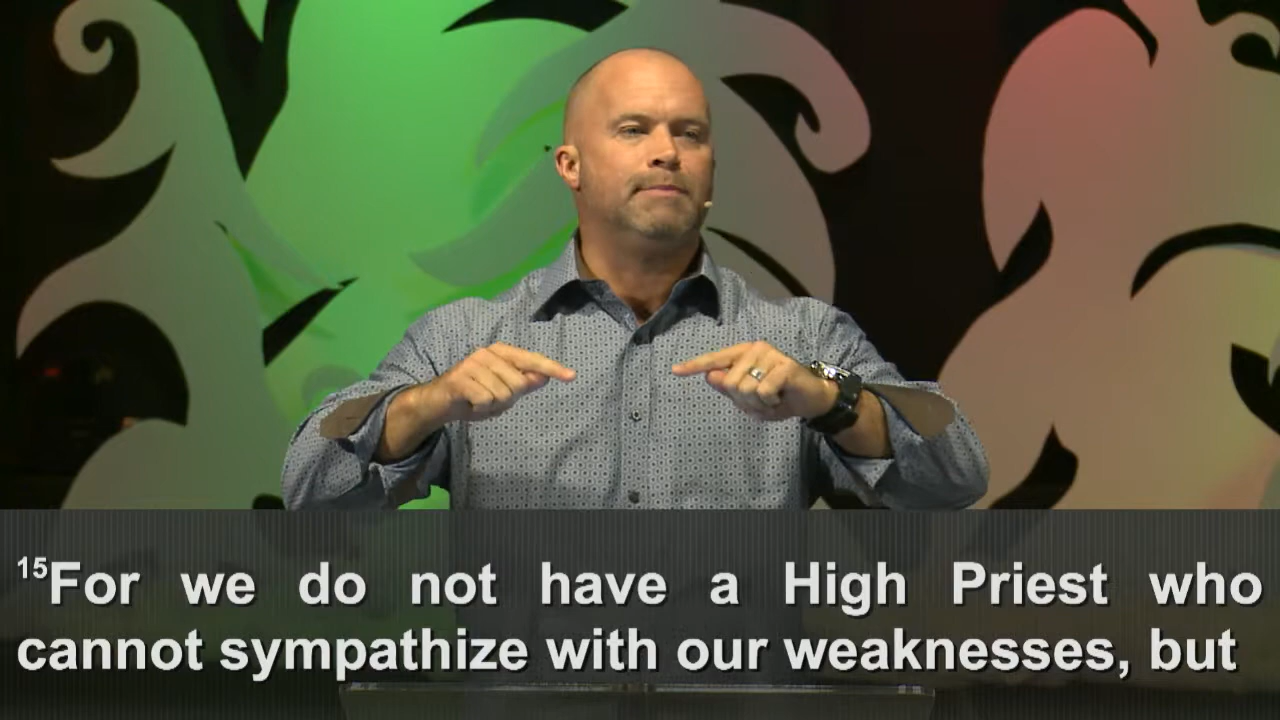 ¹⁵For we do not have a High Priest who
cannot sympathize with our weaknesses, but